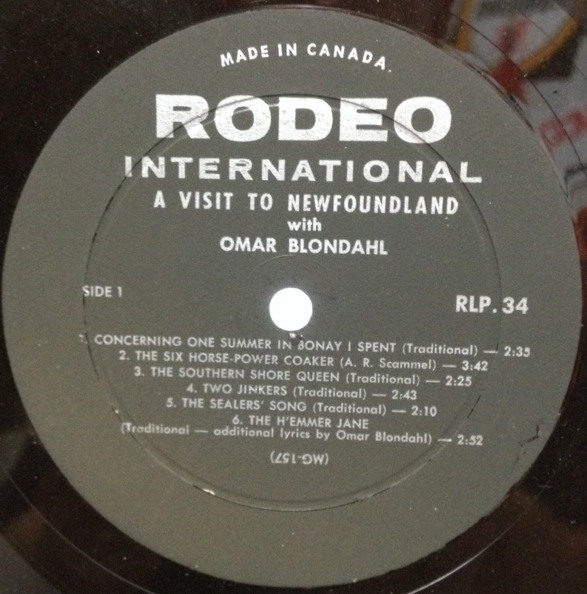 MADE IN CANADA.
RODEO
INTERNATIONAL
A VISIT TO NEWFOUNDLAND
with
OMAR BLONDAHL
SIDE 1
RLP. 34
1. CONCERNING ONE SUMMER IN BONAY I SPENT (Traditional) — 2:35
2. THE SIX HORSE-POWER COAKER (A. R. Scammel) — 3:42
3. THE SOUTHERN SHORE QUEEN (Traditional) — 2:25
4. TWO JINKERS (Traditional) — 2:43
5. THE SEALERS' SONG (Traditional) — 2:10
6. THE H'EMMER JANE
(Traditional — additional lyrics by Omar Blondahl) — 2:52
(MG-157)